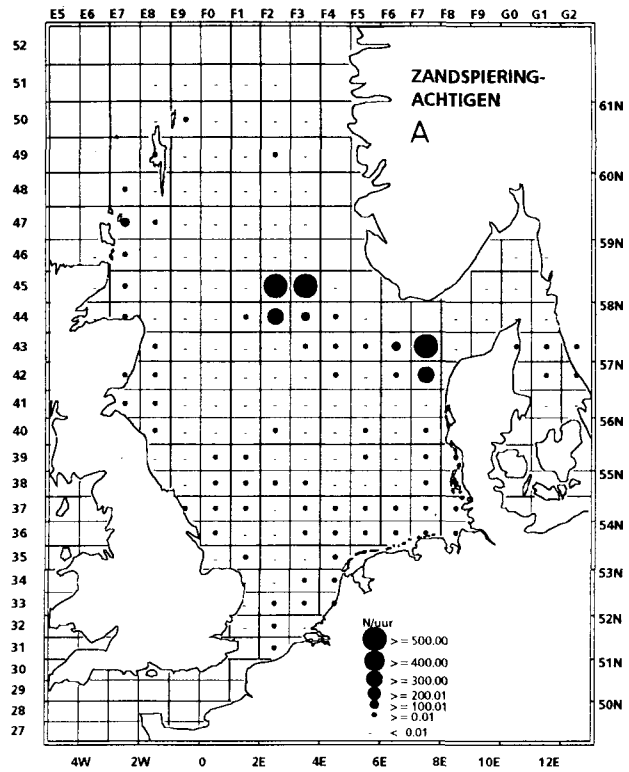 E5 E6 E7 E8 E9 F0 F1 F2 F3 F4 F5 F6 F7 F8 F9 G0 G1 G2
52
51
50
49
48
47
46
45
44
43
42
41
40
39
38
37
36
35
34
33
32
31
30
29
28
27
ZANDSPIERING-
ACHTIGEN
A
61N
60N
59N
58N
57N
56N
55N
54N
53N
52N
51N
50N
N/uur
>= 500.00
>= 400.00
>= 300.00
>= 200.01
>= 100.01
>= 0.01
< 0.01
4W 2W 0 2E 4E 6E 8E 10E 12E